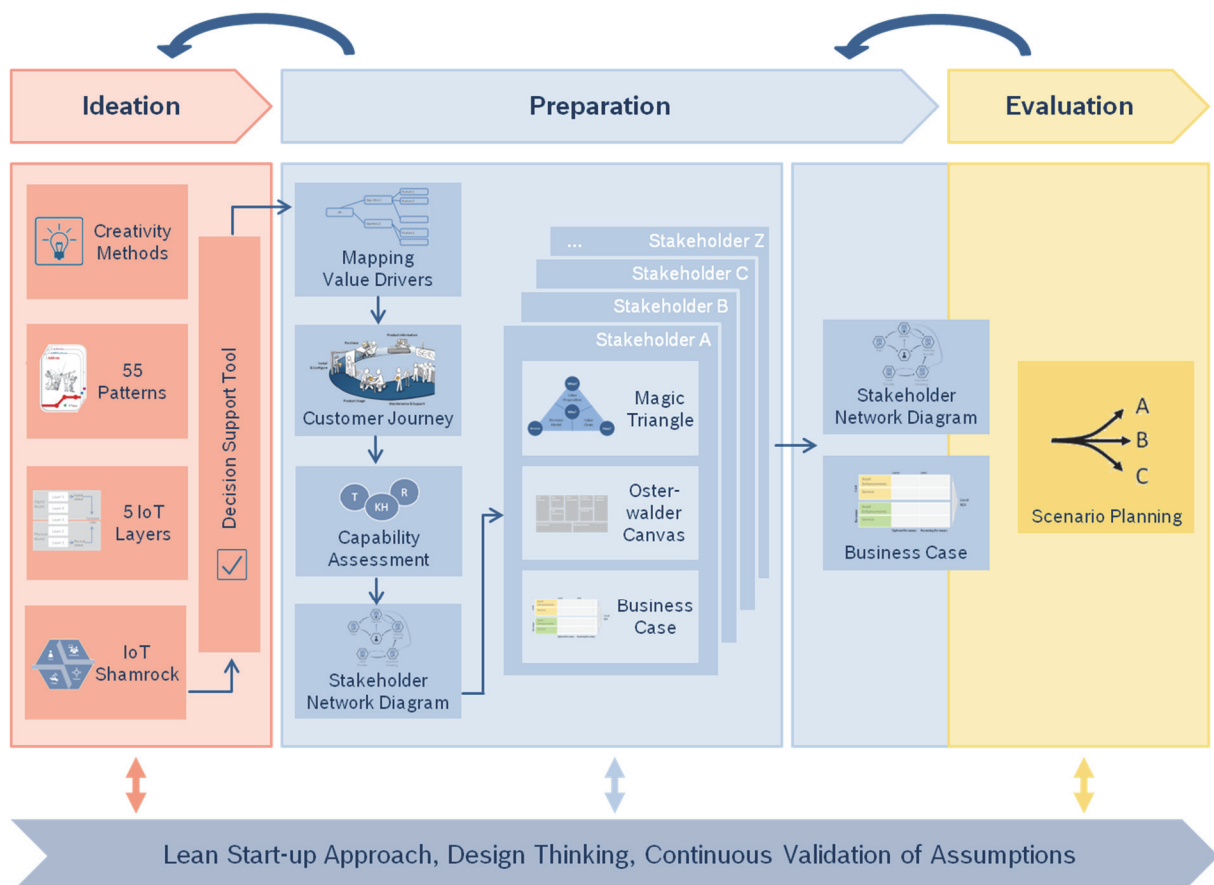 Ideation
Preparation
Evaluation
Creativity
Methods
55
Patterns
5 IoT
Layers
IoT
Shamrock
Decision Support Tool
Mapping
Value Drivers
Customer Journey
T
KH
R
Capability
Assessment
Stakeholder
Network Diagram
... Stakeholder Z
Stakeholder C
Stakeholder B
Stakeholder A
Magic
Triangle
Oster-
walder
Canvas
Business
Case
Stakeholder
Network Diagram
Business Case
A
B
C
Scenario Planning
Lean Start-up Approach, Design Thinking, Continuous Validation of Assumptions